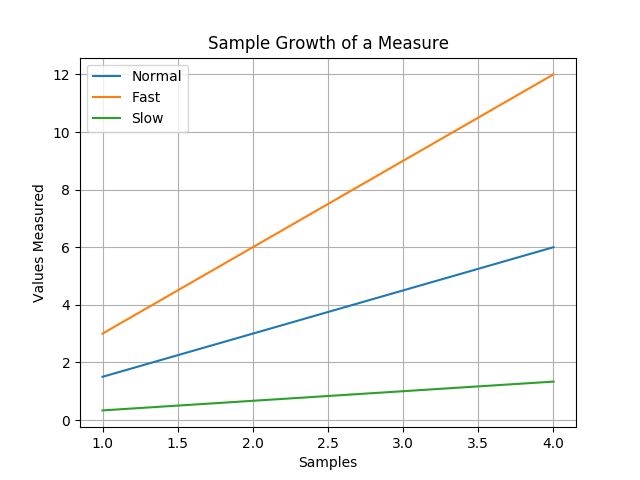 Sample Growth of a Measure
Normal
Fast
Slow
12
10
8
6
4
2
0
Values Measured
1.0 1.5 2.0 2.5 3.0 3.5 4.0
Samples